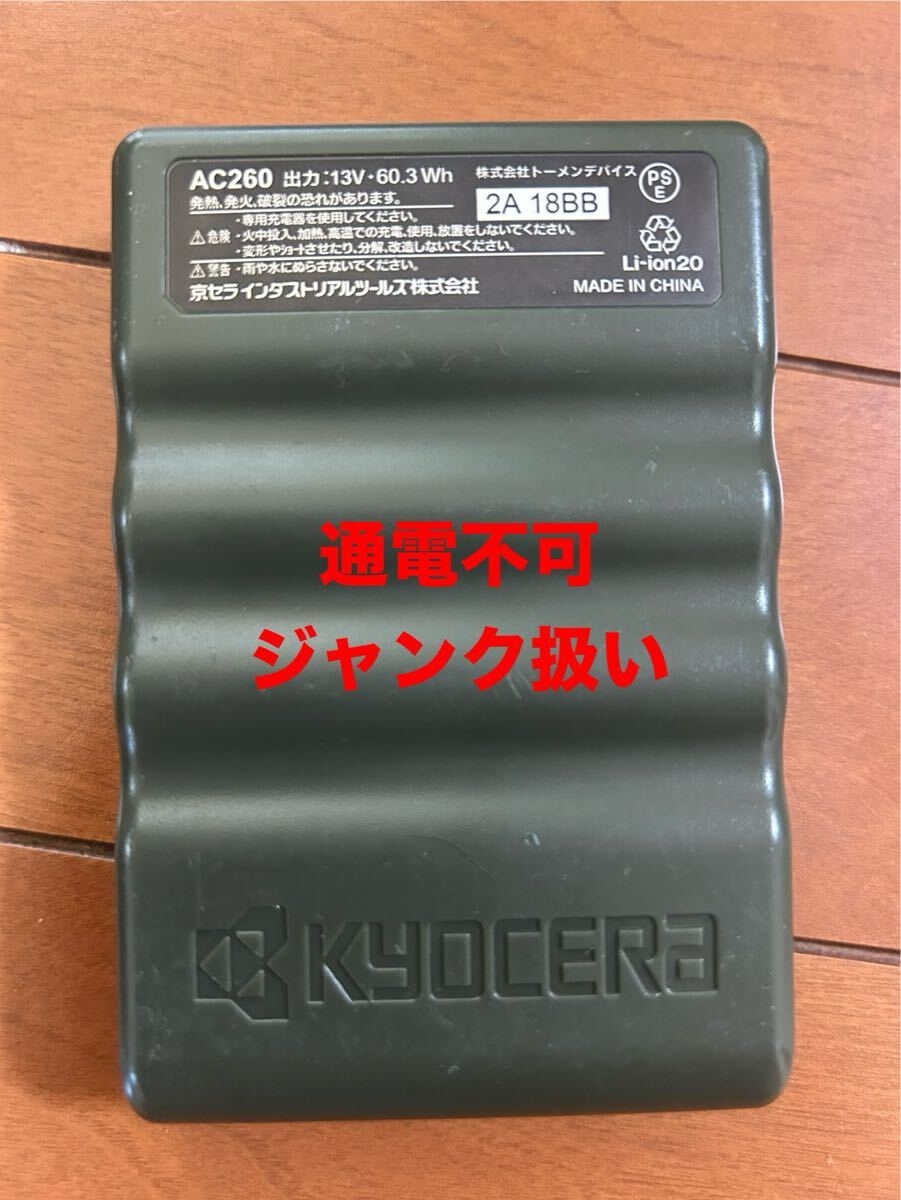 AC260 出力:13V・60.3Wh 株式会社トーメンデバイス PS E
発熱、発火、破裂の恐れがあります。 2A 18BB
・専用充電器を使用してください。
危険 ・火中投入、加熱、高温での充電、使用、放置をしないでください。
・変形やショートさせたり、分解、改造しないでください。
警告 ・雨や水にぬらさないでください。 Li-ion20
京セラインダストリアルツールズ株式会社 MADE IN CHINA
通電不可
ジャンク扱い
KYOCERA